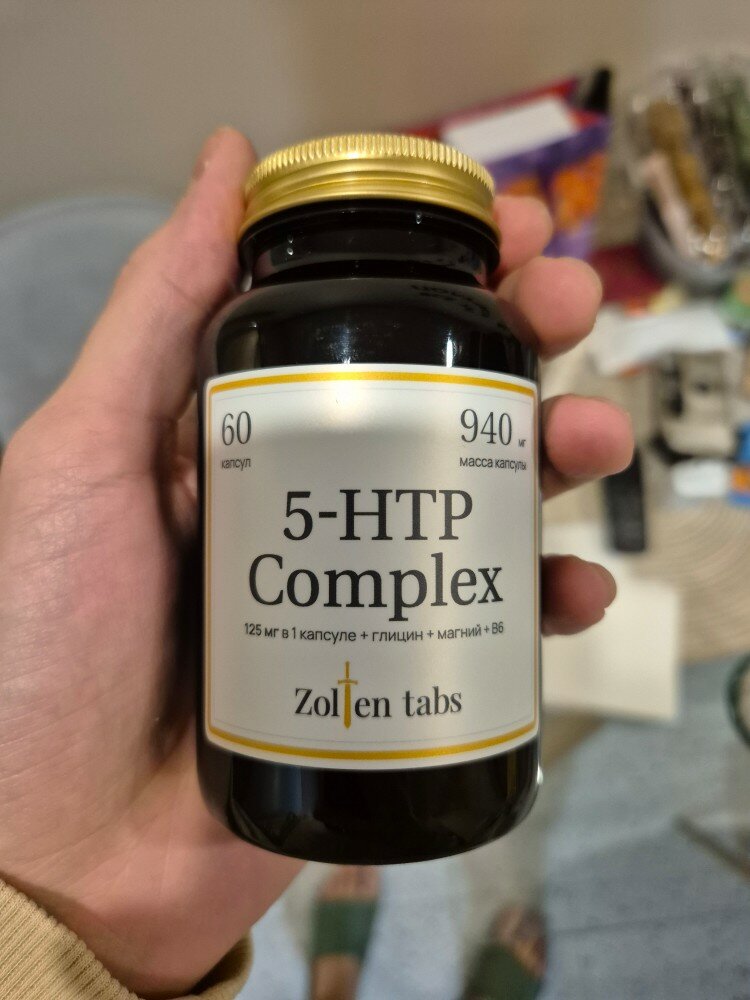 60
капсул
940 мг
масса капсулы
5-HTP
Complex
125 мг в 1 капсуле + глицин + магний + B6
Zolten tabs